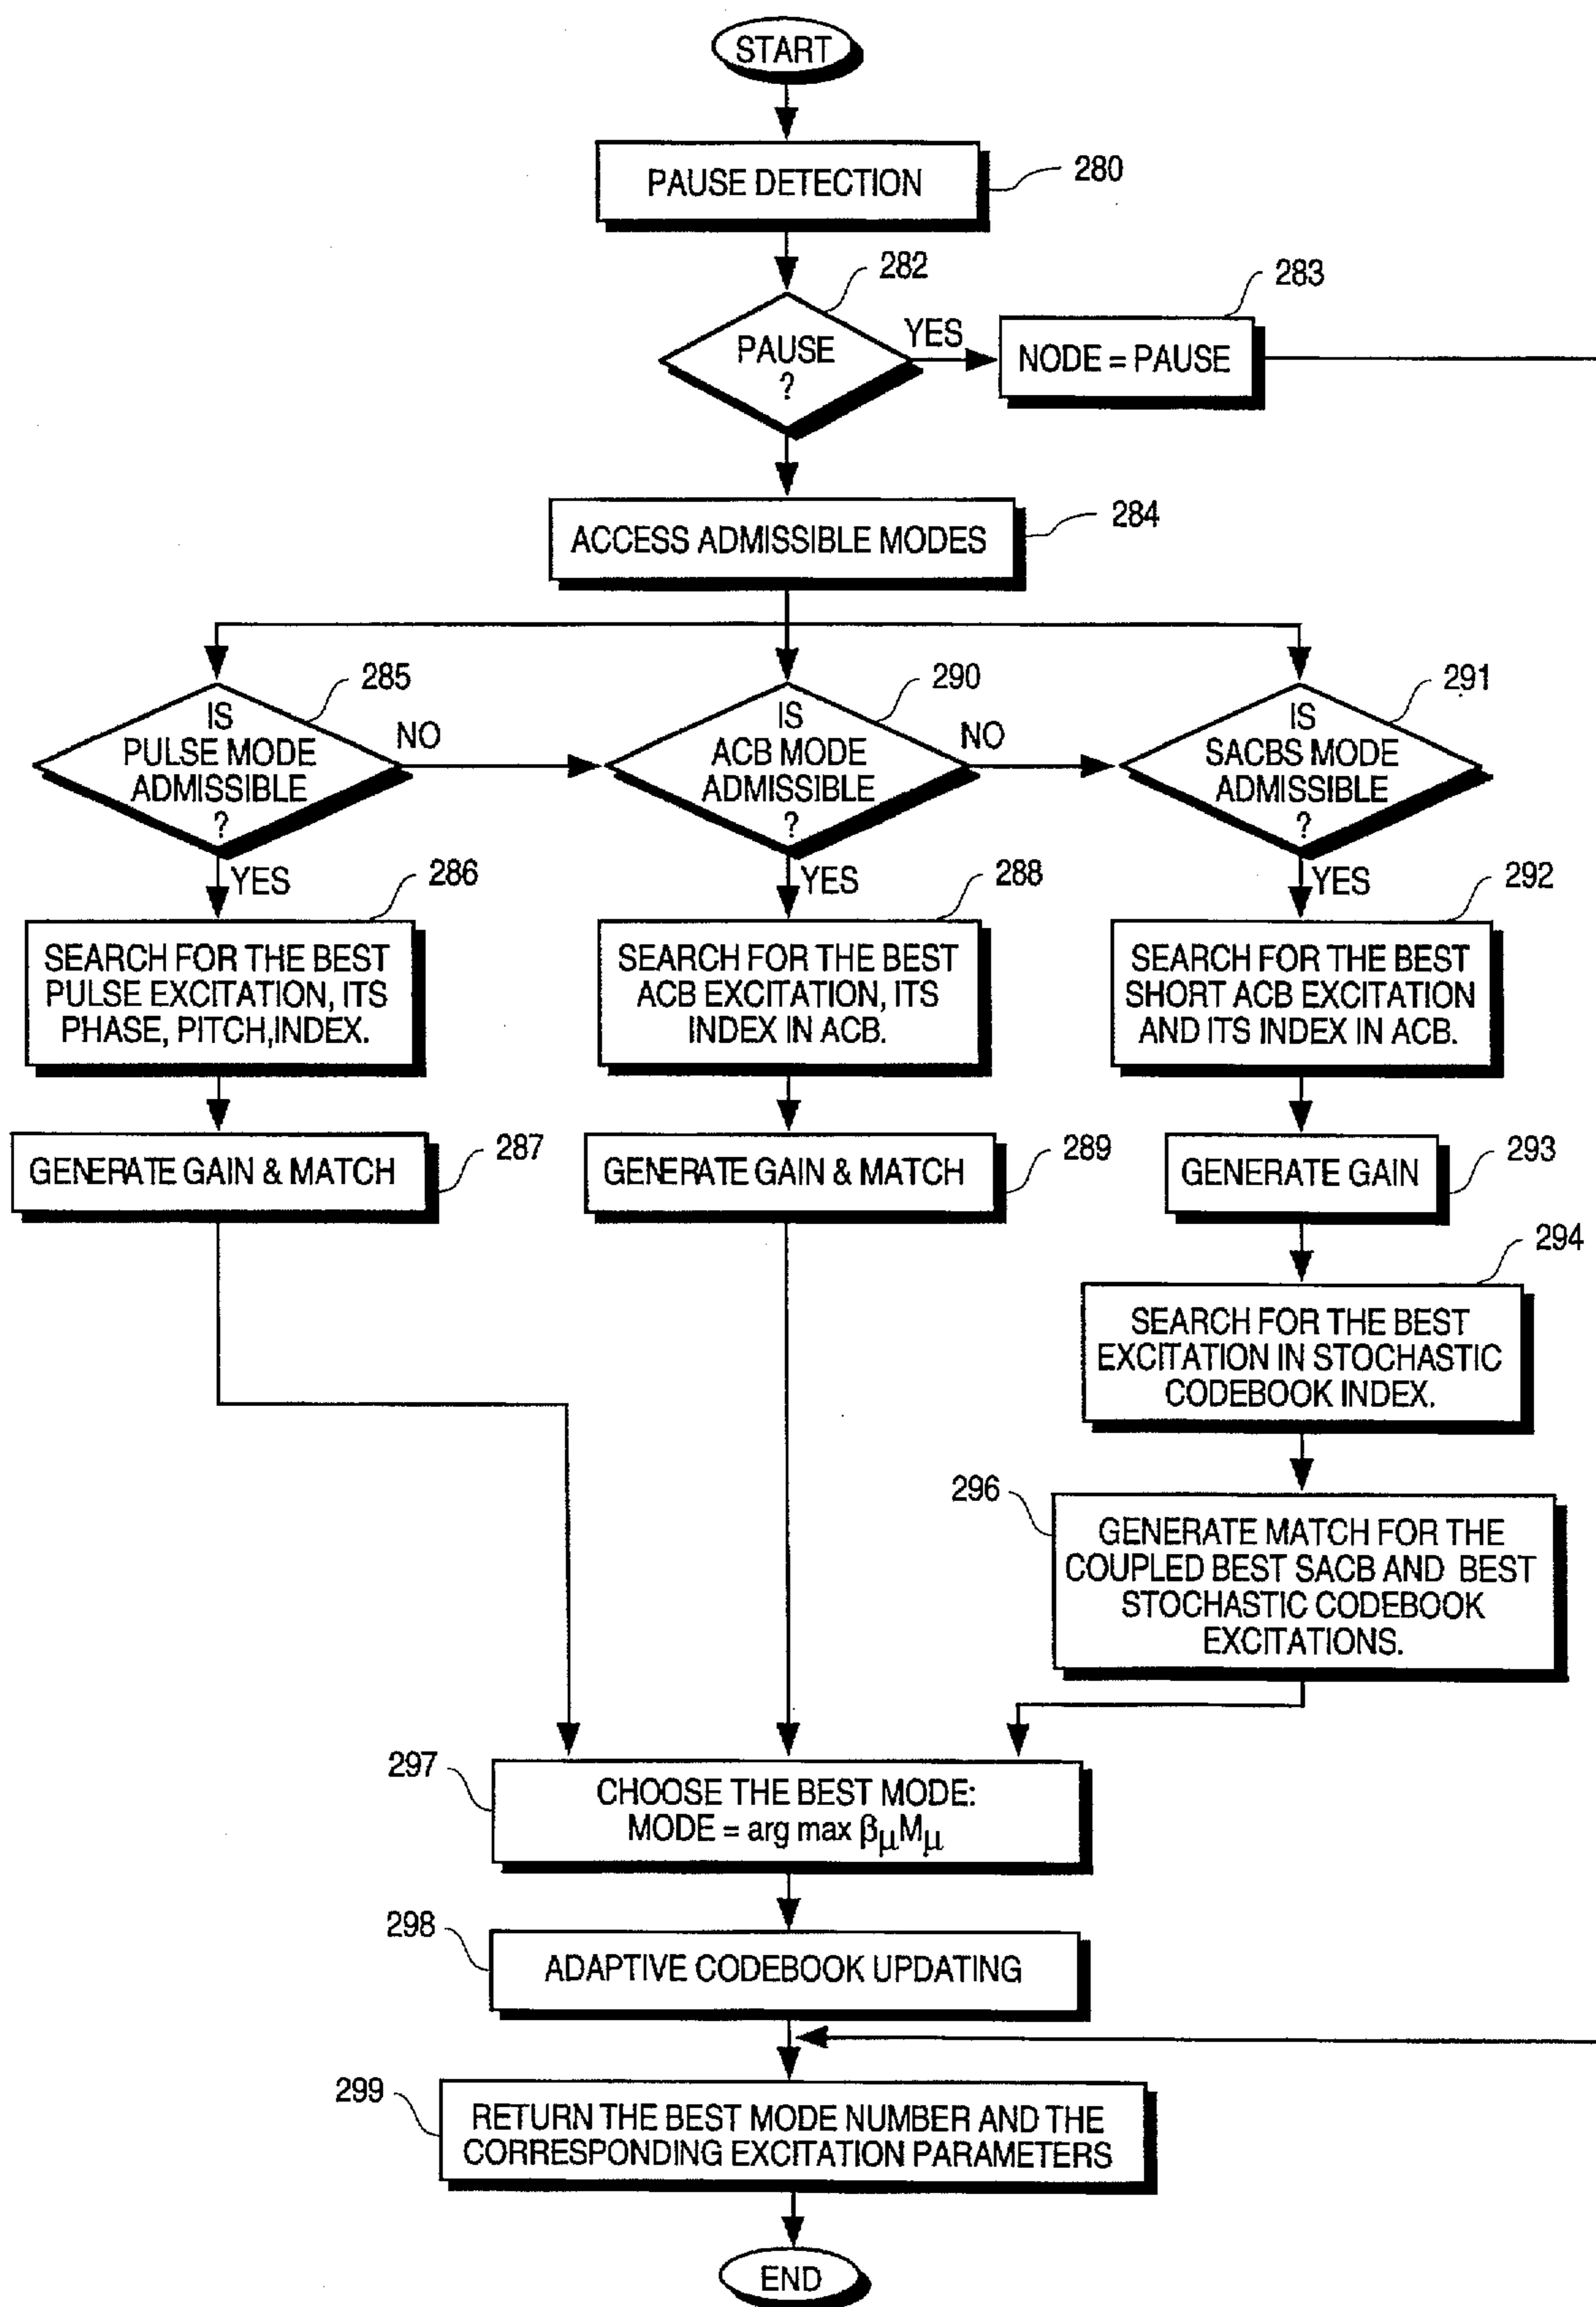 START
PAUSE DETECTION
280
282
PAUSE
?
YES
283
NODE = PAUSE
ACCESS ADMISSIBLE MODES
284
285
IS
PULSE MODE
ADMISSIBLE
?
NO
YES
290
IS
ACB MODE
ADMISSIBLE
?
NO
YES
291
IS
SACBS MODE
ADMISSIBLE
?
YES
286
SEARCH FOR THE BEST
PULSE EXCITATION, ITS
PHASE, PITCH,INDEX.
288
SEARCH FOR THE BEST
ACB EXCITATION, ITS
INDEX IN ACB.
292
SEARCH FOR THE BEST
SHORT ACB EXCITATION
AND ITS INDEX IN ACB.
GENERATE GAIN & MATCH
287
GENERATE GAIN & MATCH
289
GENERATE GAIN
293
294
SEARCH FOR THE BEST
EXCITATION IN STOCHASTIC
CODEBOOK INDEX.
296
GENERATE MATCH FOR THE
COUPLED BEST SACB AND BEST
STOCHASTIC CODEBOOK
EXCITATIONS.
297
CHOOSE THE BEST MODE:
MODE = arg max βμMμ
298
ADAPTIVE CODEBOOK UPDATING
299
RETURN THE BEST MODE NUMBER AND THE
CORRESPONDING EXCITATION PARAMETERS
END